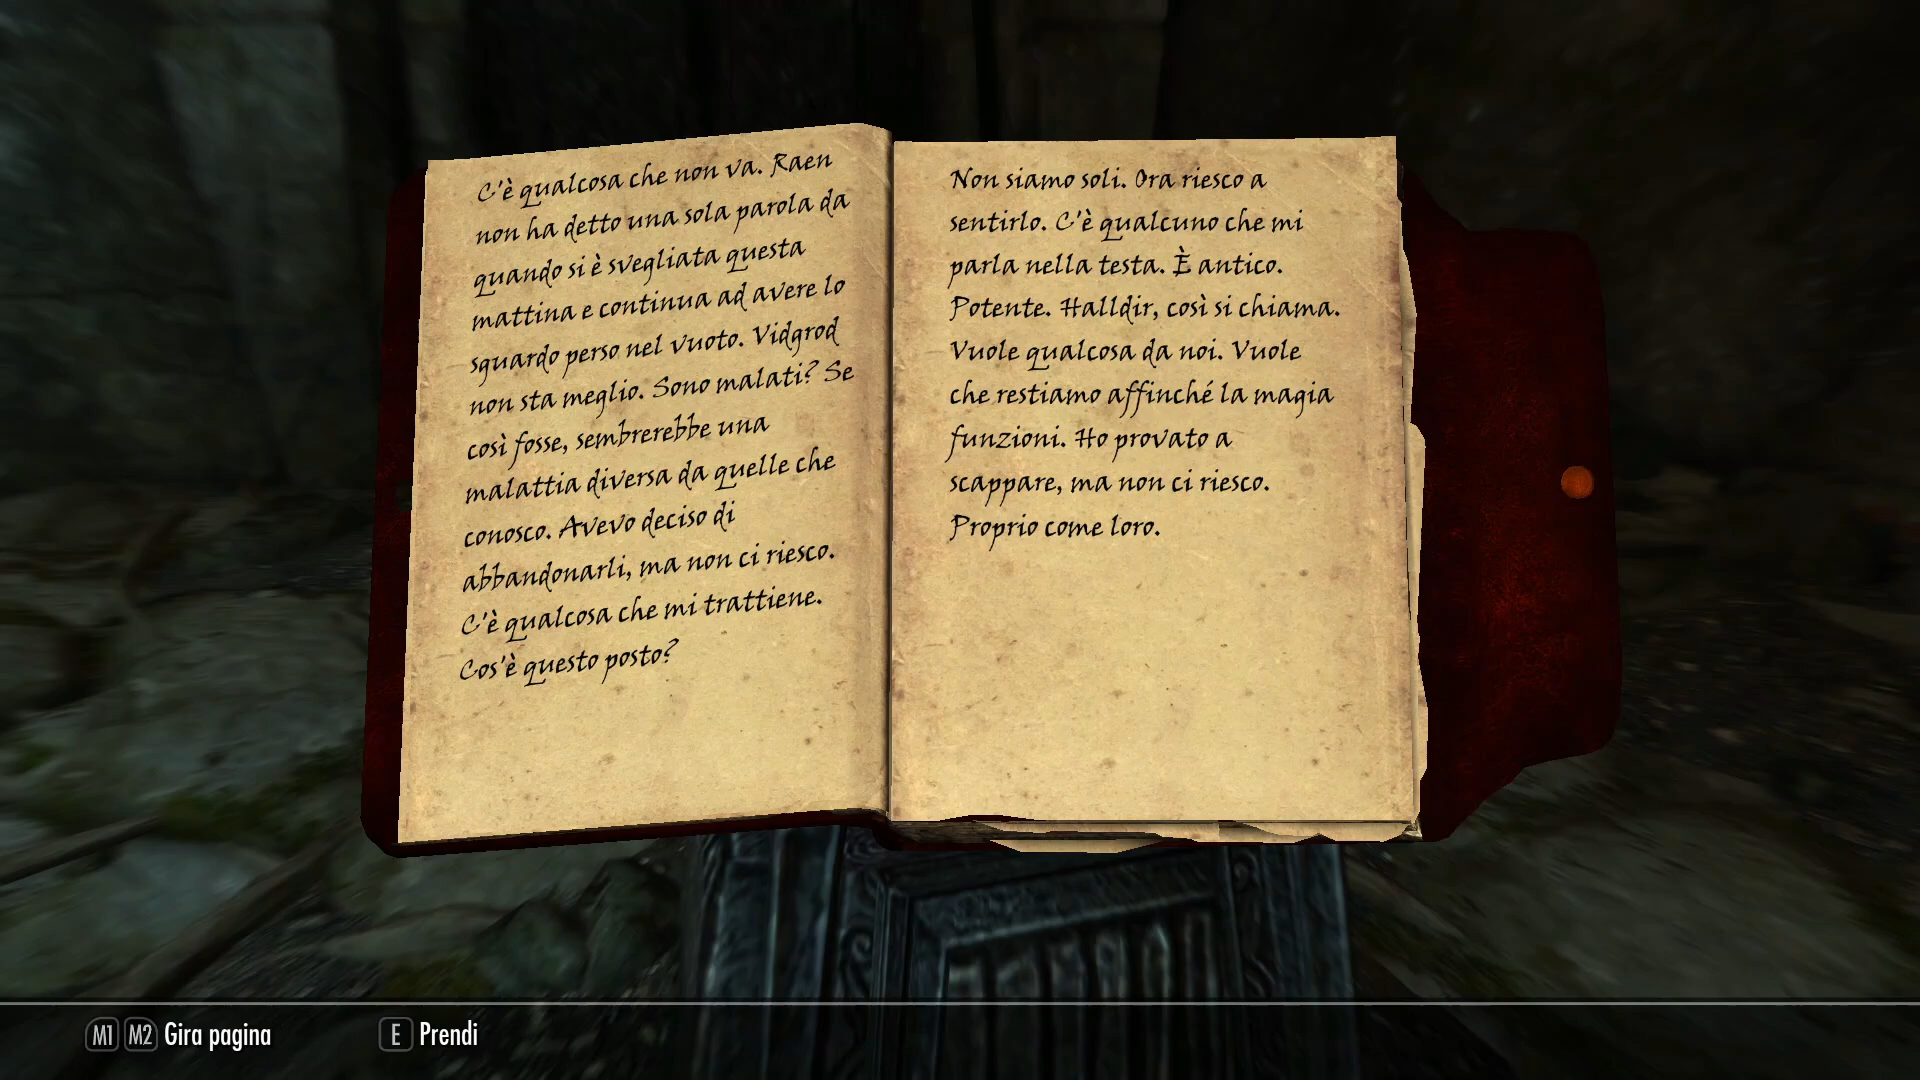 C'è qualcosa che non va. Raen
non ha detto una sola parola da
quando si è svegliata questa
mattina e continua ad avere lo
sguardo perso nel vuoto. Vidgrod
non sta meglio. Sono malati? Se
così fosse, sembrerebbe una
malattia diversa da quelle che
conosco. Avevo deciso di
abbandonarli, ma non ci riesco.
C'è qualcosa che mi trattiene.
Cos'è questo posto?
Non siamo soli. Ora riesco a
sentirlo. C'è qualcuno che mi
parla nella testa. È antico.
Potente. Halldir, così si chiama.
Vuole qualcosa da noi. Vuole
che restiamo affinché la magia
funzioni. Ho provato a
scappare, ma non ci riesco.
Proprio come loro.
M1 M2 Gira pagina
E Prendi